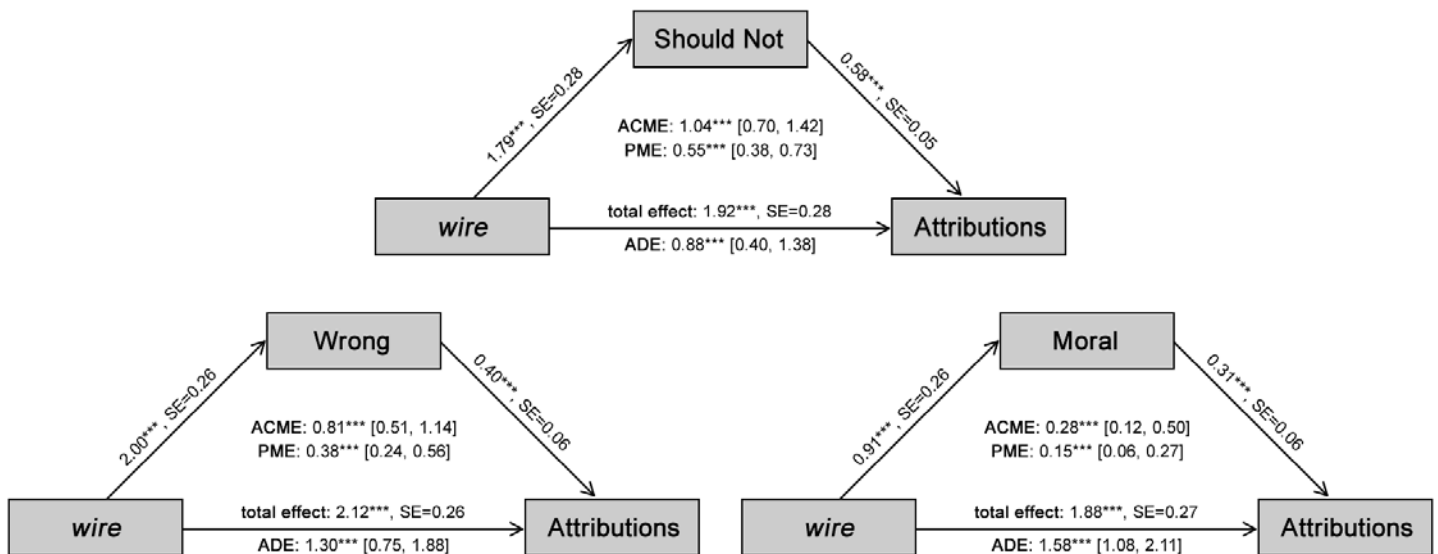 Should Not
1.79***, SE=0.28
0.58***, SE=0.05
ACME: 1.04*** [0.70, 1.42]
PME: 0.55*** [0.38, 0.73]
wire
total effect: 1.92***, SE=0.28
ADE: 0.88*** [0.40, 1.38]
Attributions
Wrong
2.00***, SE=0.26
0.40***, SE=0.06
ACME: 0.81*** [0.51, 1.14]
PME: 0.38*** [0.24, 0.56]
wire
total effect: 2.12***, SE=0.26
ADE: 1.30*** [0.75, 1.88]
Attributions
Moral
0.91***, SE=0.26
0.31***, SE=0.06
ACME: 0.28*** [0.12, 0.50]
PME: 0.15*** [0.06, 0.27]
wire
total effect: 1.88***, SE=0.27
ADE: 1.58*** [1.08, 2.11]
Attributions